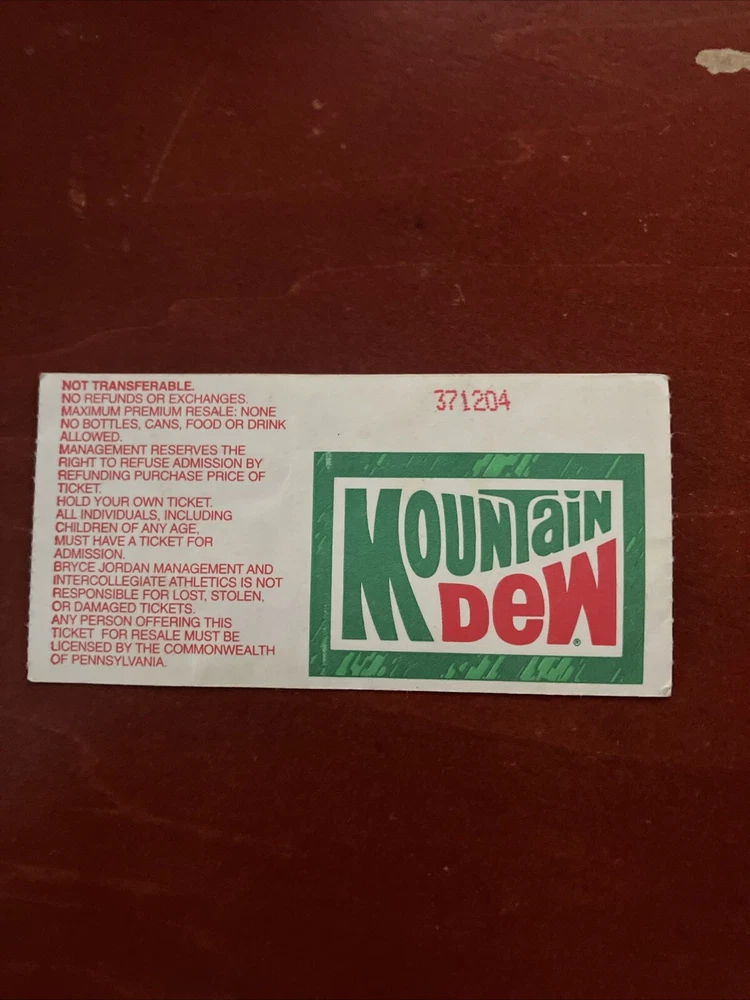 NOT TRANSFERABLE.
NO REFUNDS OR EXCHANGES.
MAXIMUM PREMIUM RESALE: NONE
NO BOTTLES, CANS, FOOD OR DRINK
ALLOWED.
MANAGEMENT RESERVES THE
RIGHT TO REFUSE ADMISSION BY
REFUNDING PURCHASE PRICE OF
TICKET.
HOLD YOUR OWN TICKET.
ALL INDIVIDUALS, INCLUDING
CHILDREN OF ANY AGE,
MUST HAVE A TICKET FOR
ADMISSION.
BRYCE JORDAN MANAGEMENT AND
INTERCOLLEGIATE ATHLETICS IS NOT
RESPONSIBLE FOR LOST, STOLEN,
OR DAMAGED TICKETS.
ANY PERSON OFFERING THIS
TICKET FOR RESALE MUST BE
LICENSED BY THE COMMONWEALTH
OF PENNSYLVANIA.
371204
MOUNTaiN
DeW®